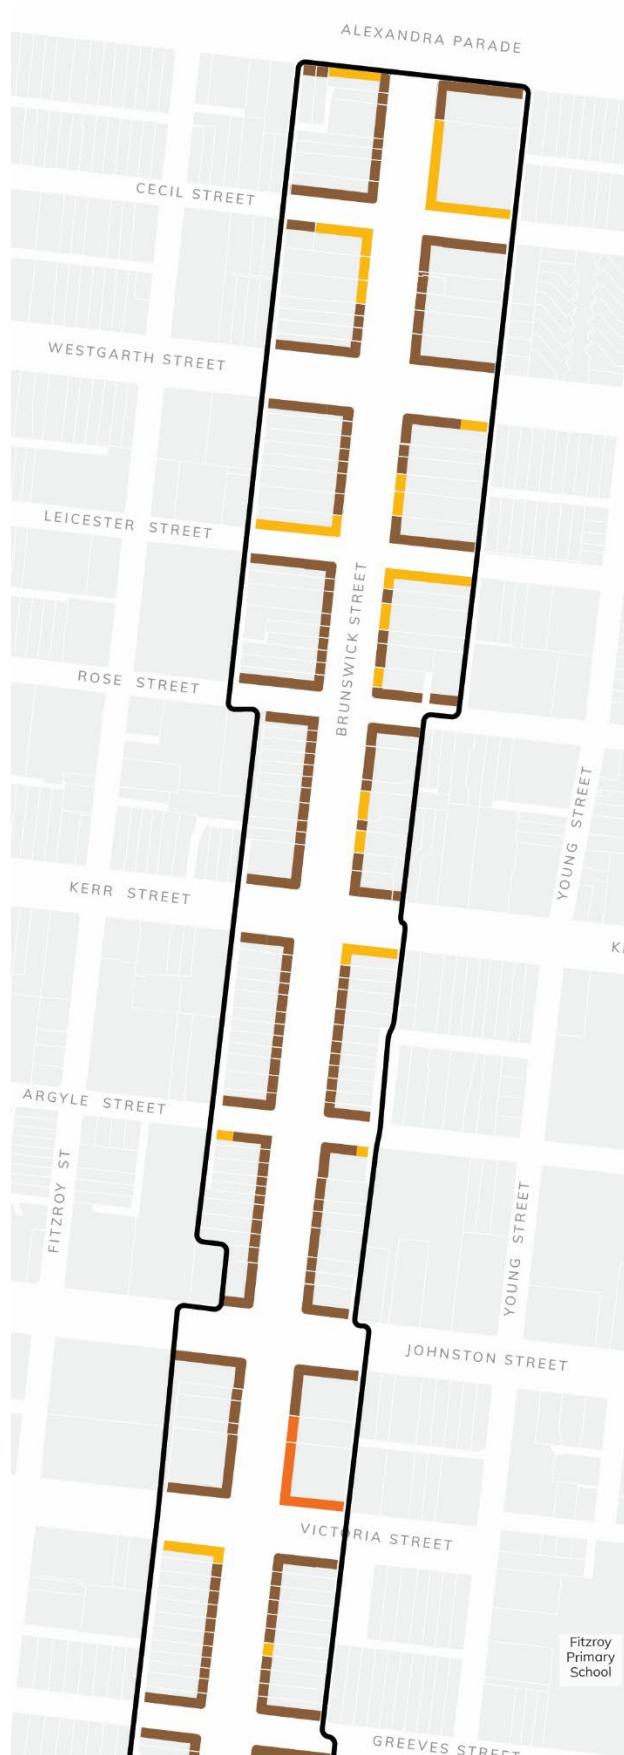 ALEXANDRA PARADE
CECIL STREET
WESTGARTH STREET
LEICESTER STREET
BRUNSWICK STREET
ROSE STREET
YOUNG STREET
KERR STREET
K
ARGYLE STREET
FITZROY ST
YOUNG STREET
JOHNSTON STREET
VICTORIA STREET
Fitzroy
Primary
School
GREEVES STREET